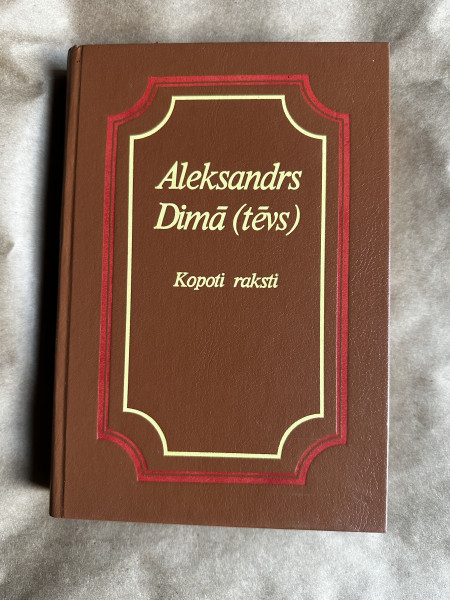 Aleksandrs
Dimā (tēvs)
Kopoti raksti